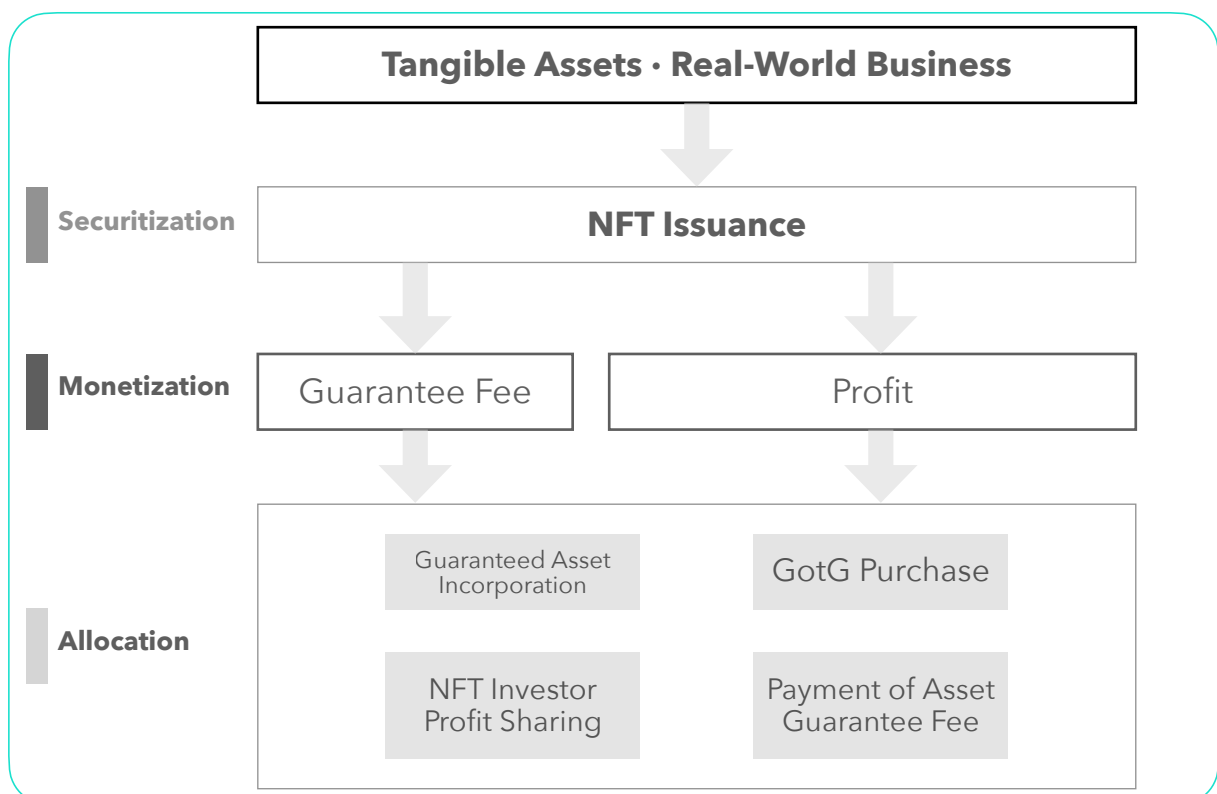 Tangible Assets · Real-World Business
Securitization
NFT Issuance
Monetization
Guarantee Fee
Profit
Guaranteed Asset
Incorporation
GotG Purchase
Allocation
NFT Investor
Profit Sharing
Payment of Asset
Guarantee Fee